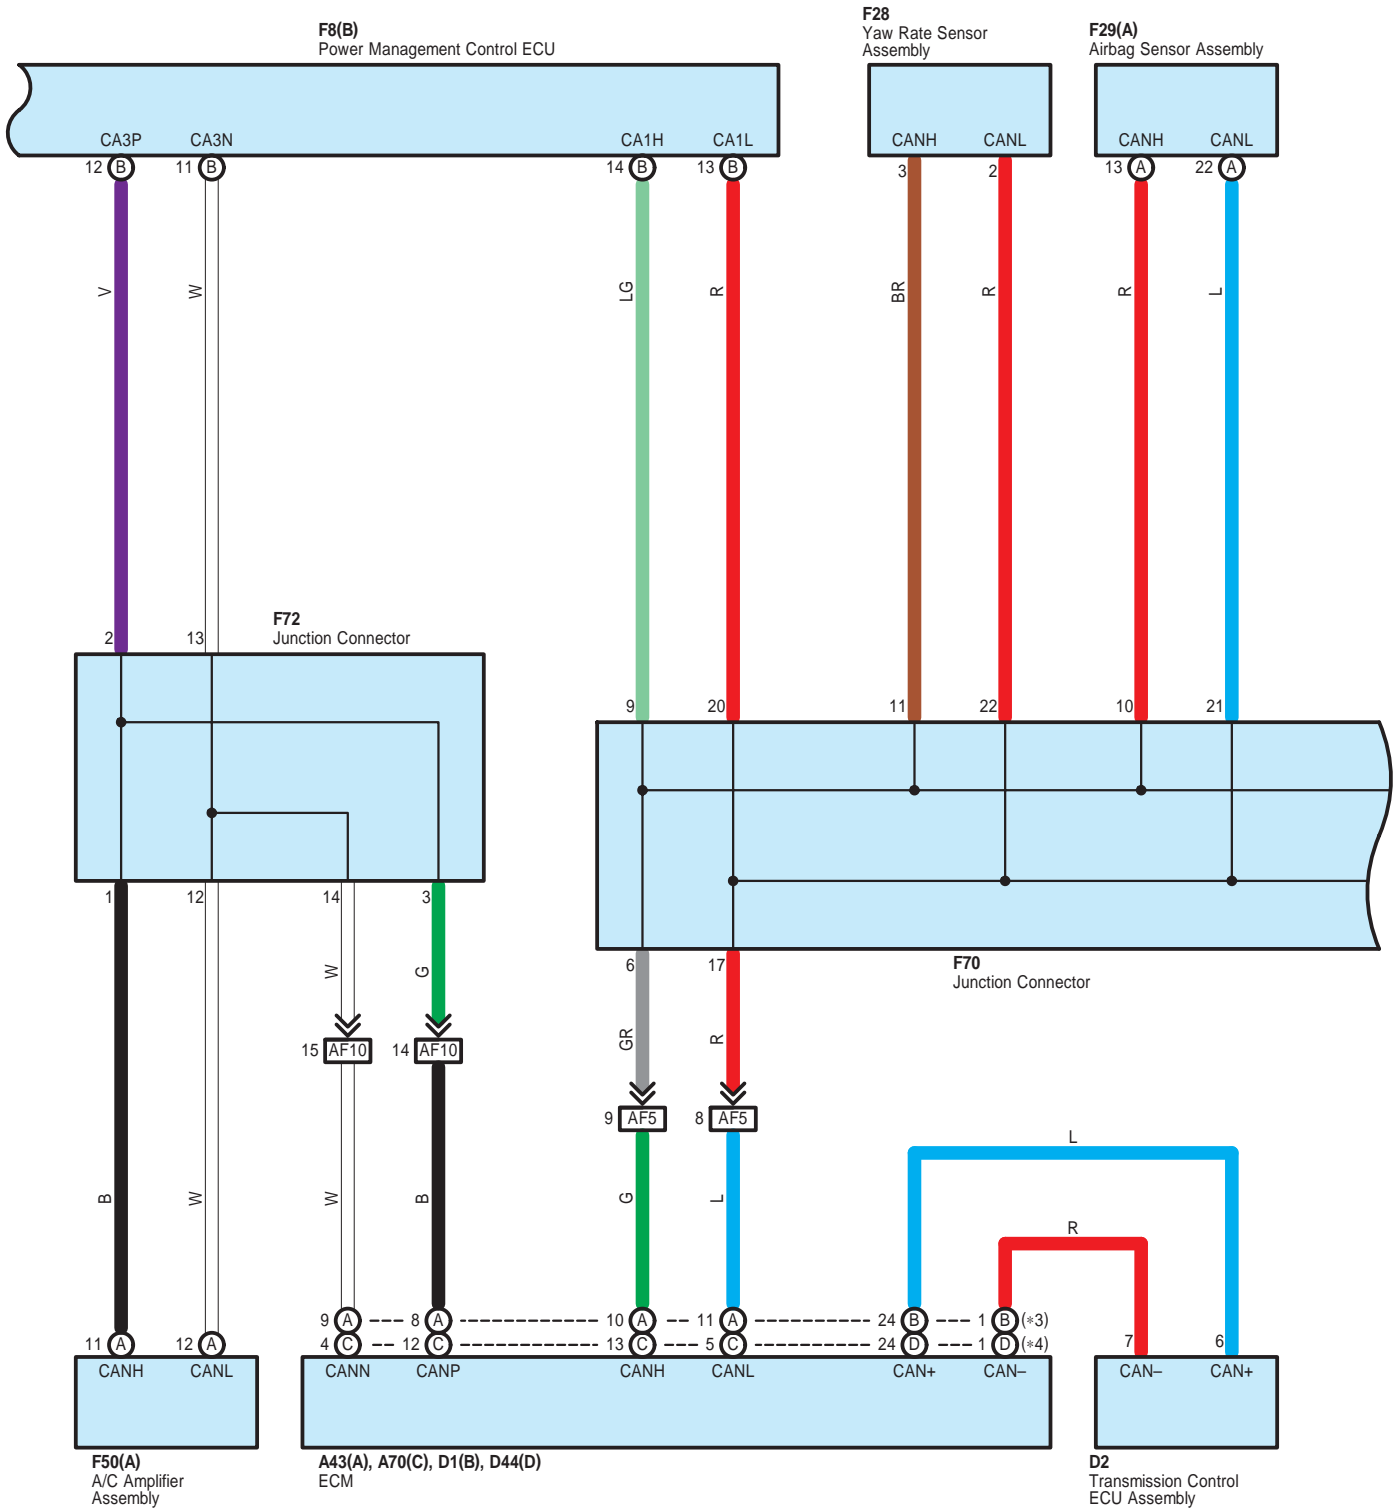 F8(B)
Power Management Control ECU
F28
Yaw Rate Sensor
Assembly
F29(A)
Airbag Sensor Assembly
CA3P CA3N CA1H CA1L CANH CANL CANH CANL
12 B 11 B 14 B 13 B 3 2 13 A 22 A
V W LG R BR R R L
F72
Junction Connector
2 13
9 20 11 22 10 21
1 12 14 3
F70
Junction Connector
6 17
W G GR R
15 AF10 14 AF10
9 AF5 8 AF5
L
B W W B G L R
9 A 8 A 10 A 11 A 24 B 1 B (*3)
11 A 12 A 4 C 12 C 13 C 5 C 24 D 1 D (*4) 7 6
CANH CANL CANN CANP CANH CANL CAN+ CAN– CAN– CAN+
F50(A)
A/C Amplifier
Assembly
A43(A), A70(C), D1(B), D44(D)
ECM
D2
Transmission Control
ECU Assembly